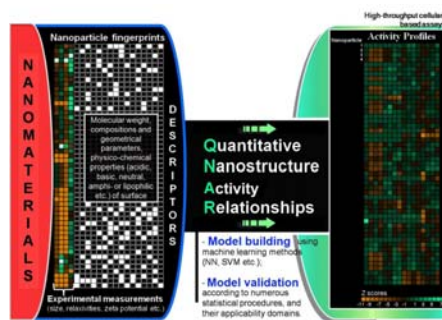 NANOMATERIALS
Nanoparticle fingerprints
Molecular weight,
compositions and
geometrical
parameters,
physico-chemical
properties (acidic,
basic, neutral,
amphi- or lipophilic
etc.) of surface
Experimental measurements
(size, relaxivities, zeta potential etc.)
DESCRIPTORS
Quantitative
Nanostructure
Activity
Relationships
- Model building using
machine learning methods
(NN, SVM etc.);
- Model validation
according to numerous
statistical procedures,
and their applicability domains.
High-throughput cellular
based assay
Nanoparticle
Activity Profiles
Z scores